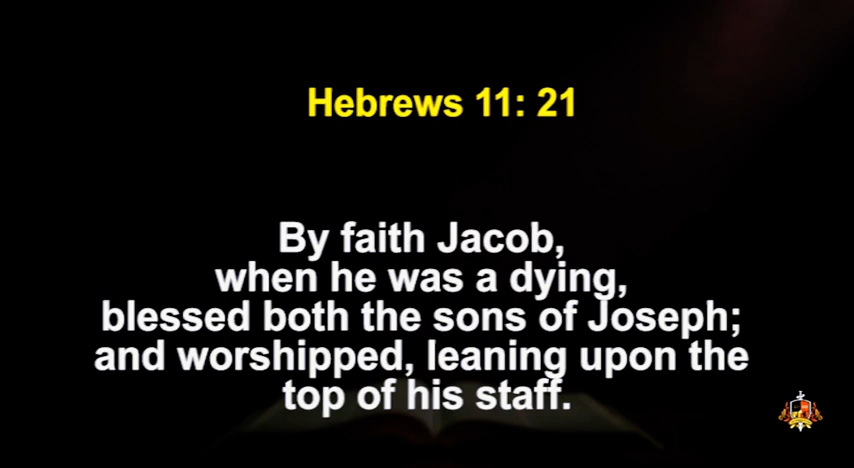 Hebrews 11: 21
By faith Jacob,
when he was a dying,
blessed both the sons of Joseph;
and worshipped, leaning upon the
top of his staff.